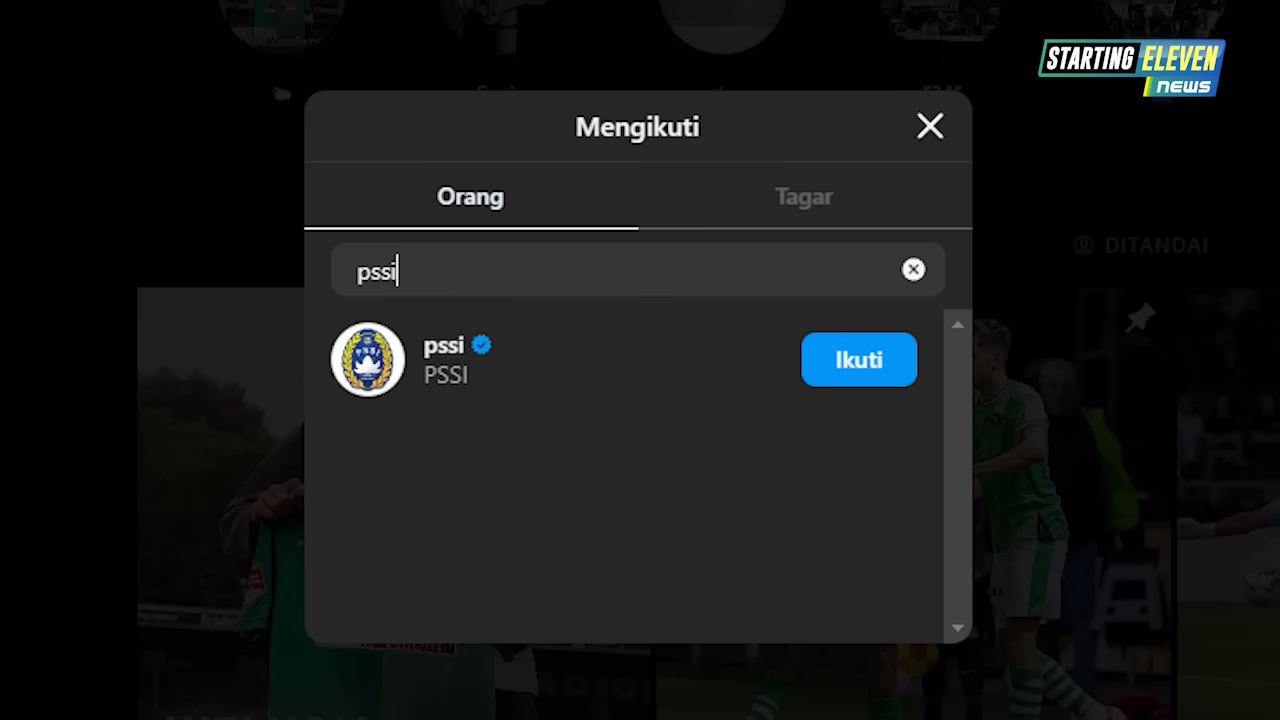 STARTING ELEVEN
news
Mengikuti
Orang
Tagar
DITANDAI
pssi
pssi
PSSI
Ikuti